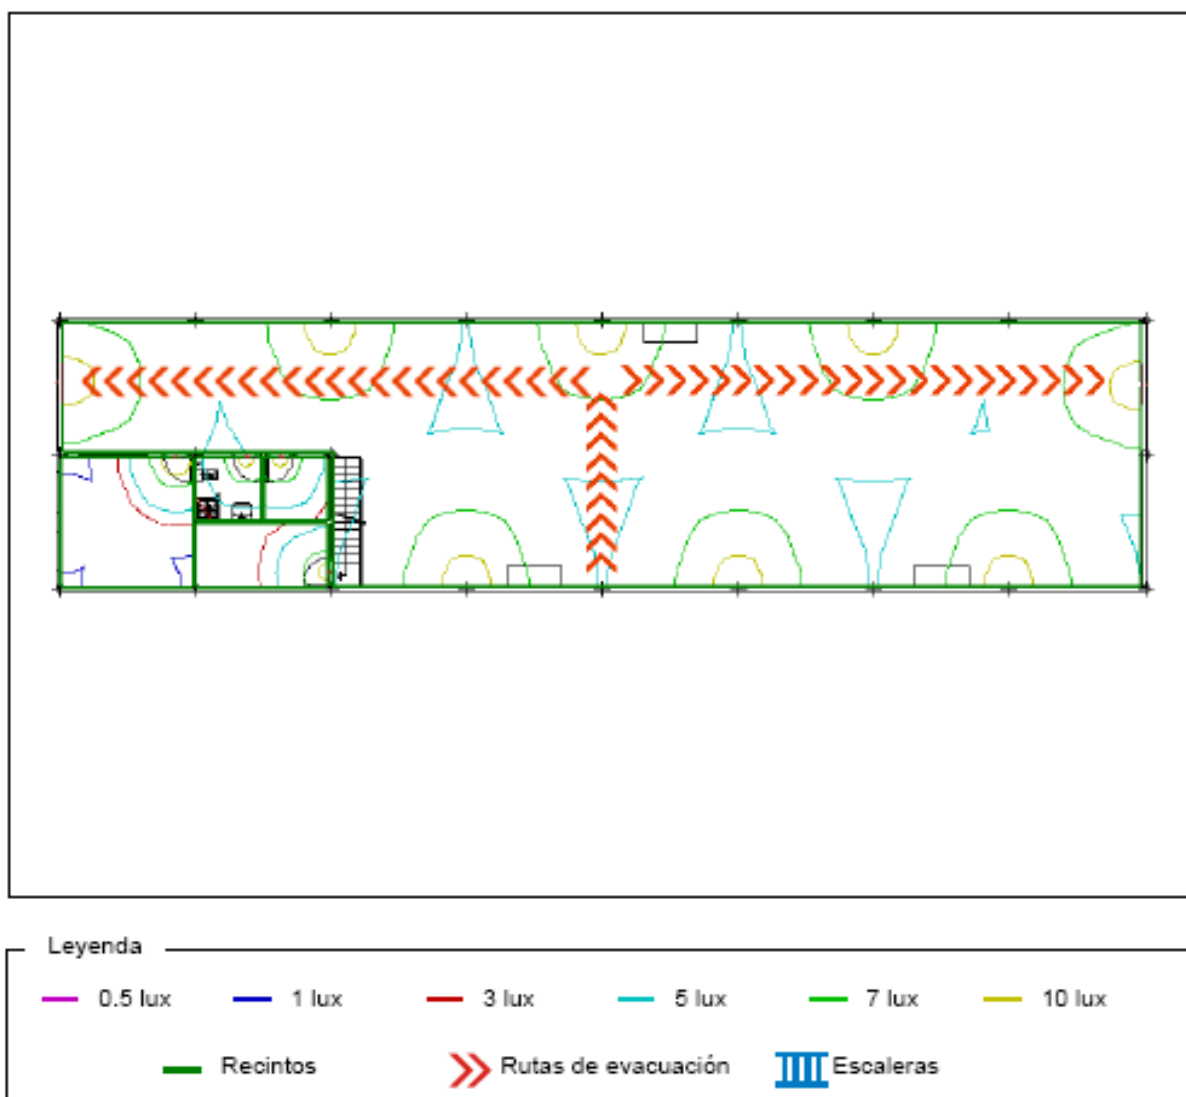 Leyenda
0.5 lux 1 lux 3 lux 5 lux 7 lux 10 lux
Recintos Rutas de evacuación Escaleras